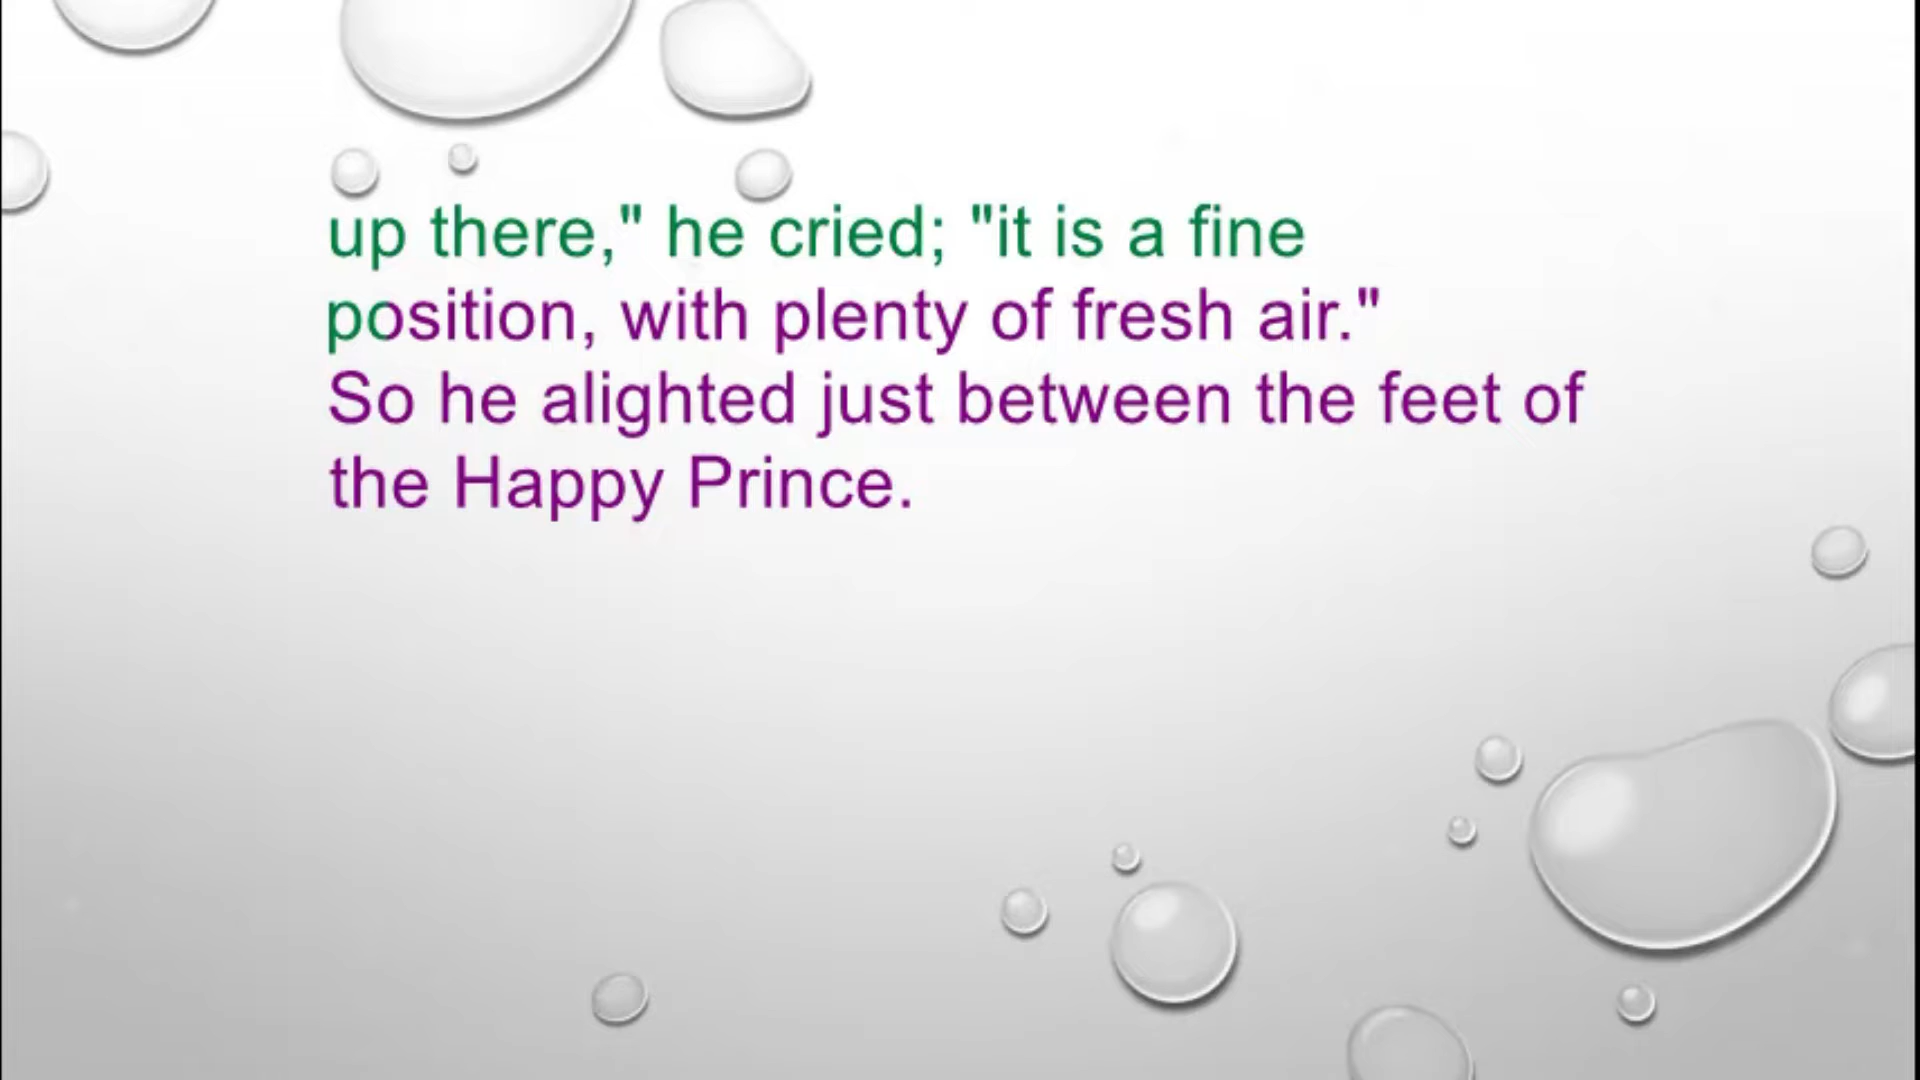 up there," he cried; "it is a fine
position, with plenty of fresh air."
So he alighted just between the feet of
the Happy Prince.